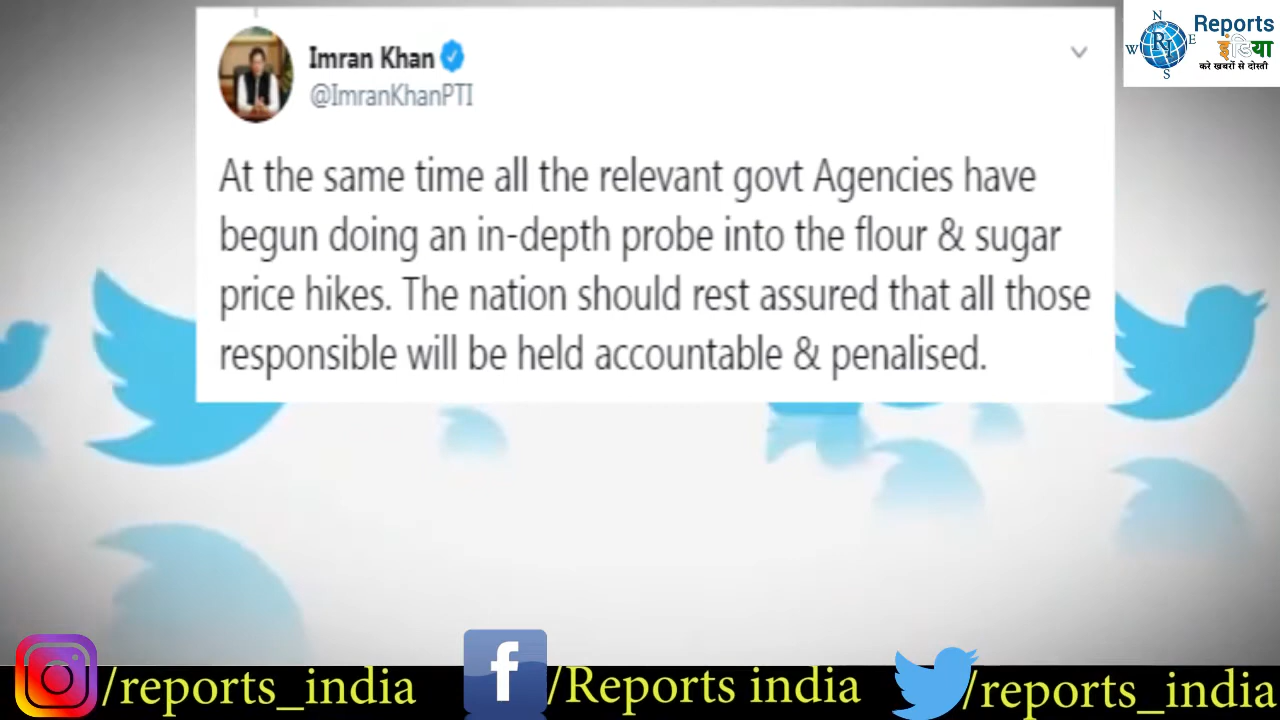 Imran Khan
@ImranKhanPTI
At the same time all the relevant govt Agencies have
begun doing an in-depth probe into the flour & sugar
price hikes. The nation should rest assured that all those
responsible will be held accountable & penalised.
N
W
E
S
RI
Reports
इंडिया
करे खबरों से दोस्ती
/reports_india
f
/Reports india
/reports_india